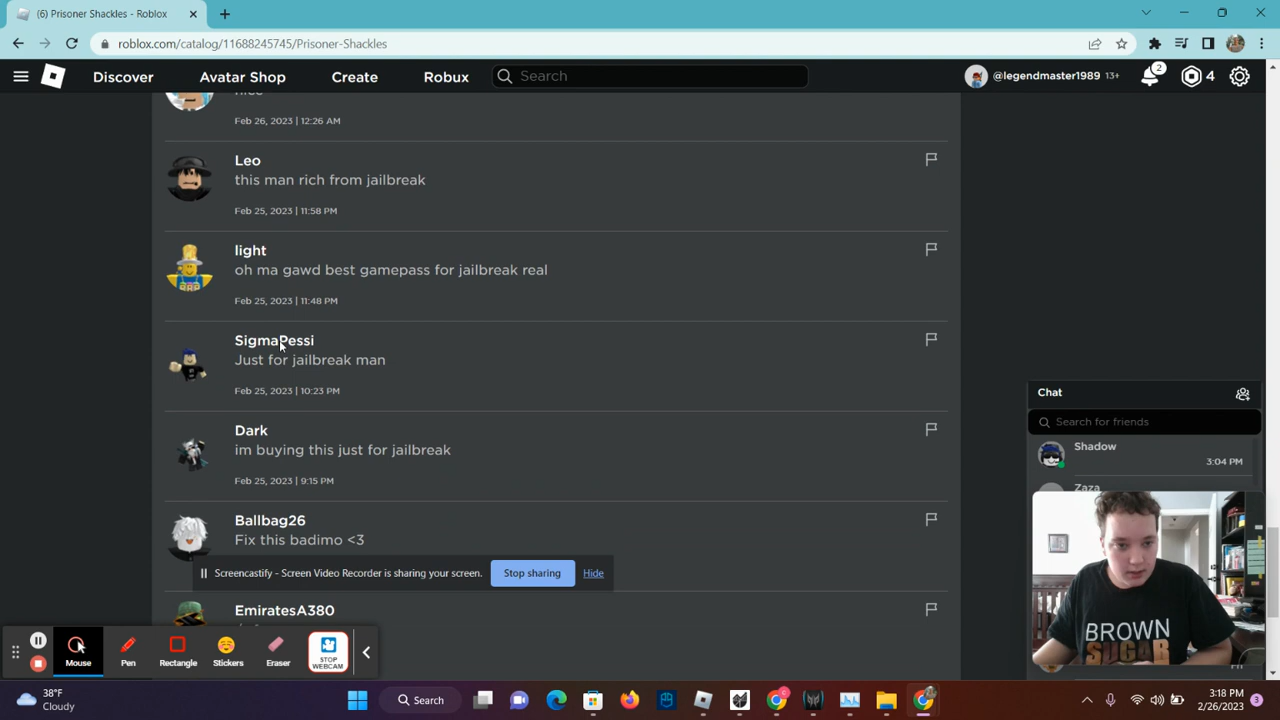 (6) Prisoner Shackles - Roblox
roblox.com/catalog/11688245745/Prisoner-Shackles
Discover
Avatar Shop
Create
Robux
Search
@legendmaster1989 13+
2
4
nice
Feb 26, 2023 | 12:26 AM
Leo
this man rich from jailbreak
Feb 25, 2023 | 11:58 PM
light
oh ma gawd best gamepass for jailbreak real
Feb 25, 2023 | 11:48 PM
SigmaPessi
Just for jailbreak man
Feb 25, 2023 | 10:23 PM
Dark
im buying this just for jailbreak
Feb 25, 2023 | 9:15 PM
Ballbag26
Fix this badimo <3
EmiratesA380
Chat
Search for friends
Shadow
3:04 PM
Zaza
BROWN
SUGAR
Screencastify - Screen Video Recorder is sharing your screen.
Stop sharing
Hide
Mouse
Pen
Rectangle
Stickers
Eraser
STOP
WEBCAM
38°F
Cloudy
Search
3:18 PM
2/26/2023
3